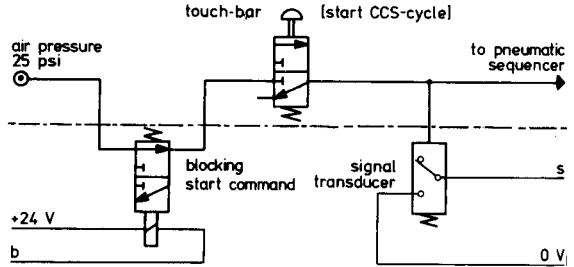 touch-bar [start CCS-cycle]
air pressure
25 psi
to pneumatic
sequencer
blocking
start command
signal
transducer
s
+24 V
b
0 V